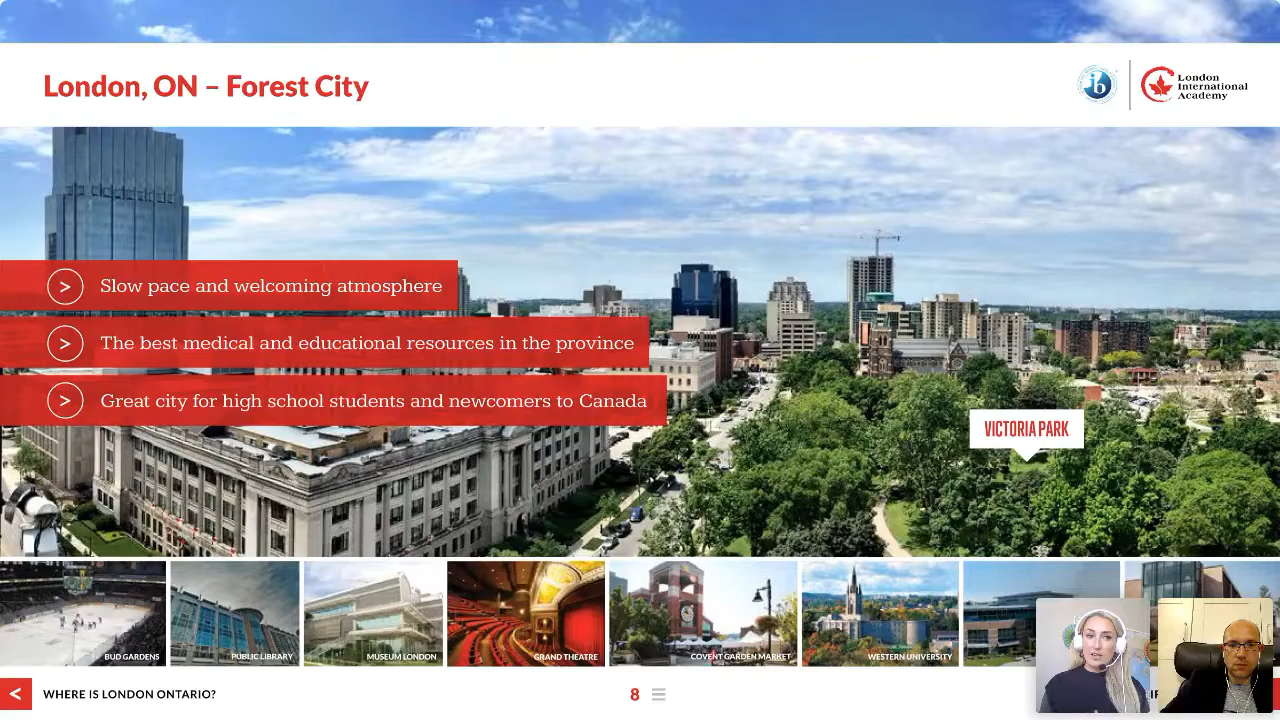 London, ON – Forest City
ib
London
International
Academy
> Slow pace and welcoming atmosphere
> The best medical and educational resources in the province
> Great city for high school students and newcomers to Canada
VICTORIA PARK
BUD GARDENS
PUBLIC LIBRARY
MUSEUM LONDON
GRAND THEATRE
COVENT GARDEN MARKET
WESTERN UNIVERSITY
< WHERE IS LONDON ONTARIO?
8